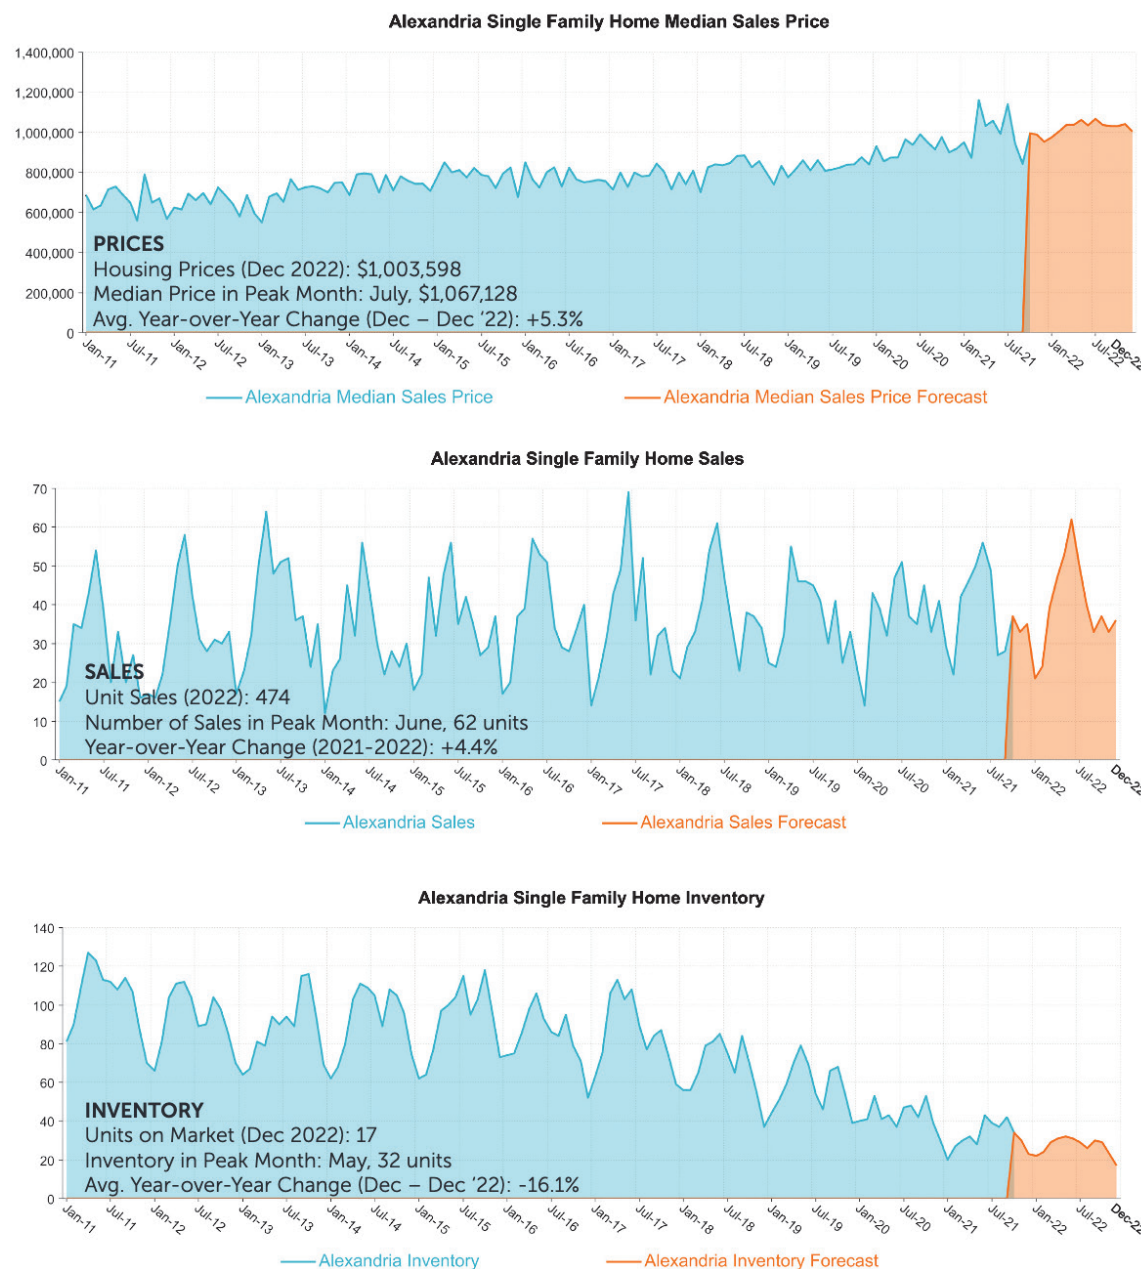 Alexandria Single Family Home Median Sales Price
1,400,000
1,200,000
1,000,000
800,000
600,000
400,000
200,000
0
PRICES
Housing Prices (Dec 2022): $1,003,598
Median Price in Peak Month: July, $1,067,128
Avg. Year-over-Year Change (Dec – Dec ‘22): +5.3%
Jan-11 Jul-11 Jan-12 Jul-12 Jan-13 Jul-13 Jan-14 Jul-14 Jan-15 Jul-15 Jan-16 Jul-16 Jan-17 Jul-17 Jan-18 Jul-18 Jan-19 Jul-19 Jan-20 Jul-20 Jan-21 Jul-21 Jan-22 Jul-22 Dec-22
Alexandria Median Sales Price Alexandria Median Sales Price Forecast
Alexandria Single Family Home Sales
70
60
50
40
30
20
10
0
SALES
Unit Sales (2022): 474
Number of Sales in Peak Month: June, 62 units
Year-over-Year Change (2021-2022): +4.4%
Jan-11 Jul-11 Jan-12 Jul-12 Jan-13 Jul-13 Jan-14 Jul-14 Jan-15 Jul-15 Jan-16 Jul-16 Jan-17 Jul-17 Jan-18 Jul-18 Jan-19 Jul-19 Jan-20 Jul-20 Jan-21 Jul-21 Jan-22 Jul-22 Dec-22
Alexandria Sales Alexandria Sales Forecast
Alexandria Single Family Home Inventory
140
120
100
80
60
40
20
0
INVENTORY
Units on Market (Dec 2022): 17
Inventory in Peak Month: May, 32 units
Avg. Year-over-Year Change (Dec – Dec ‘22): -16.1%
Jan-11 Jul-11 Jan-12 Jul-12 Jan-13 Jul-13 Jan-14 Jul-14 Jan-15 Jul-15 Jan-16 Jul-16 Jan-17 Jul-17 Jan-18 Jul-18 Jan-19 Jul-19 Jan-20 Jul-20 Jan-21 Jul-21 Jan-22 Jul-22 Dec-22
Alexandria Inventory Alexandria Inventory Forecast